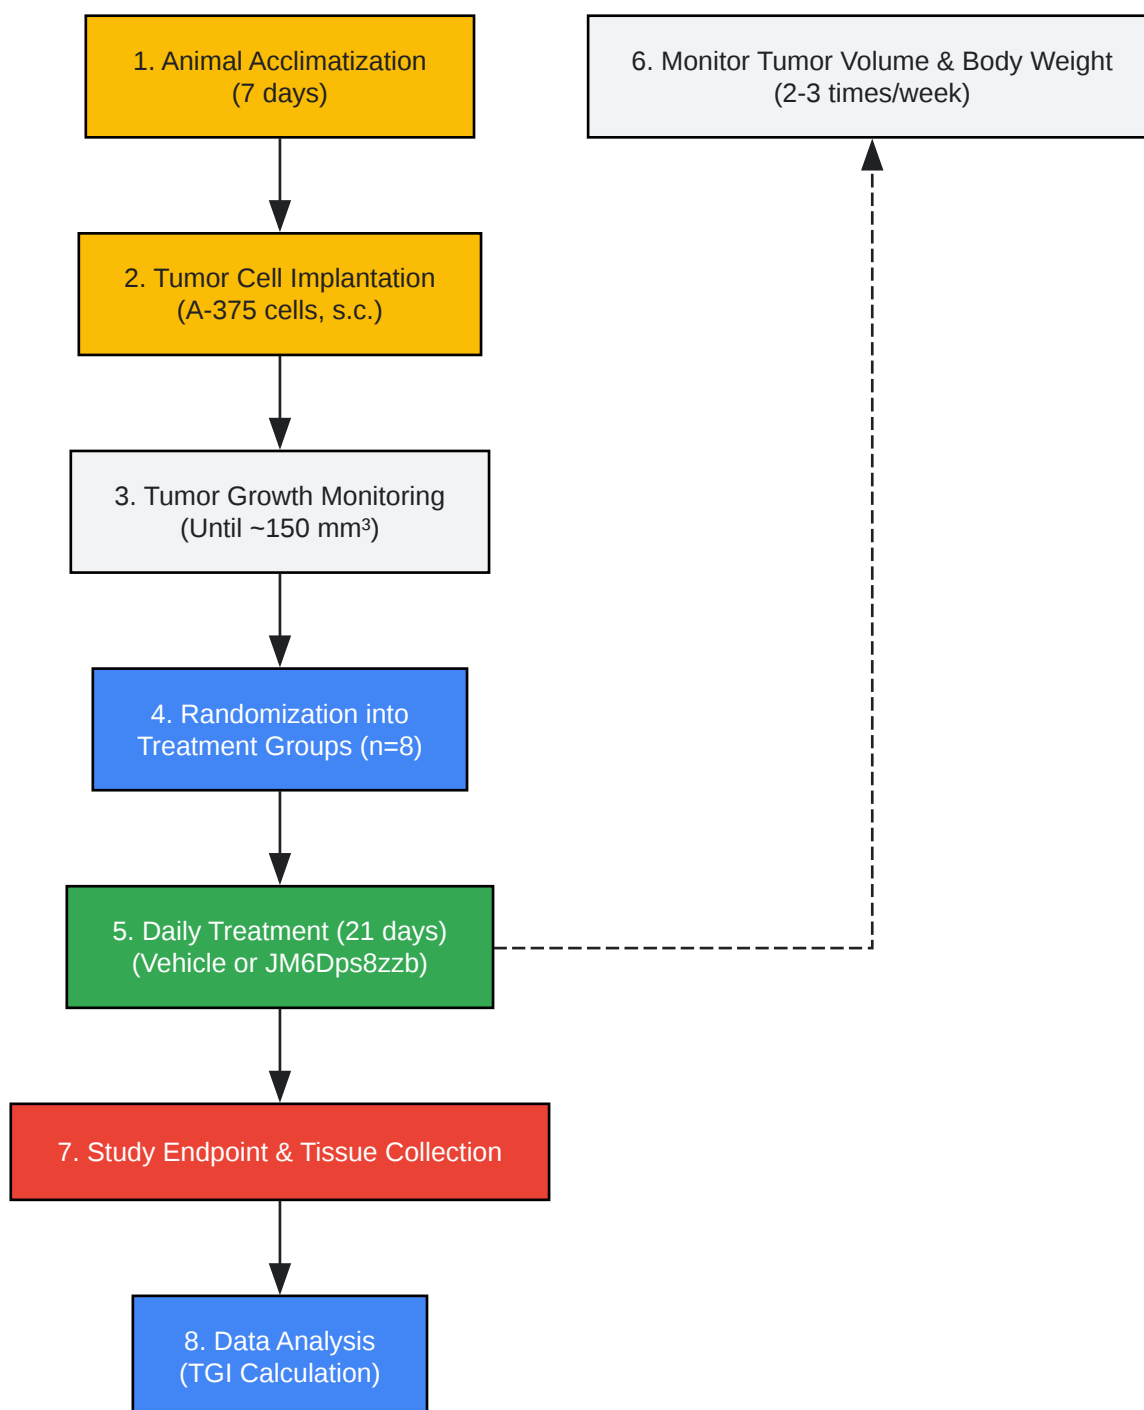 1. Animal Acclimatization
(7 days)
6. Monitor Tumor Volume & Body Weight
(2-3 times/week)
2. Tumor Cell Implantation
(A-375 cells, s.c.)
3. Tumor Growth Monitoring
(Until ~150 mm³)
4. Randomization into
Treatment Groups (n=8)
5. Daily Treatment (21 days)
(Vehicle or JM6Dps8zzb)
7. Study Endpoint & Tissue Collection
8. Data Analysis
(TGI Calculation)